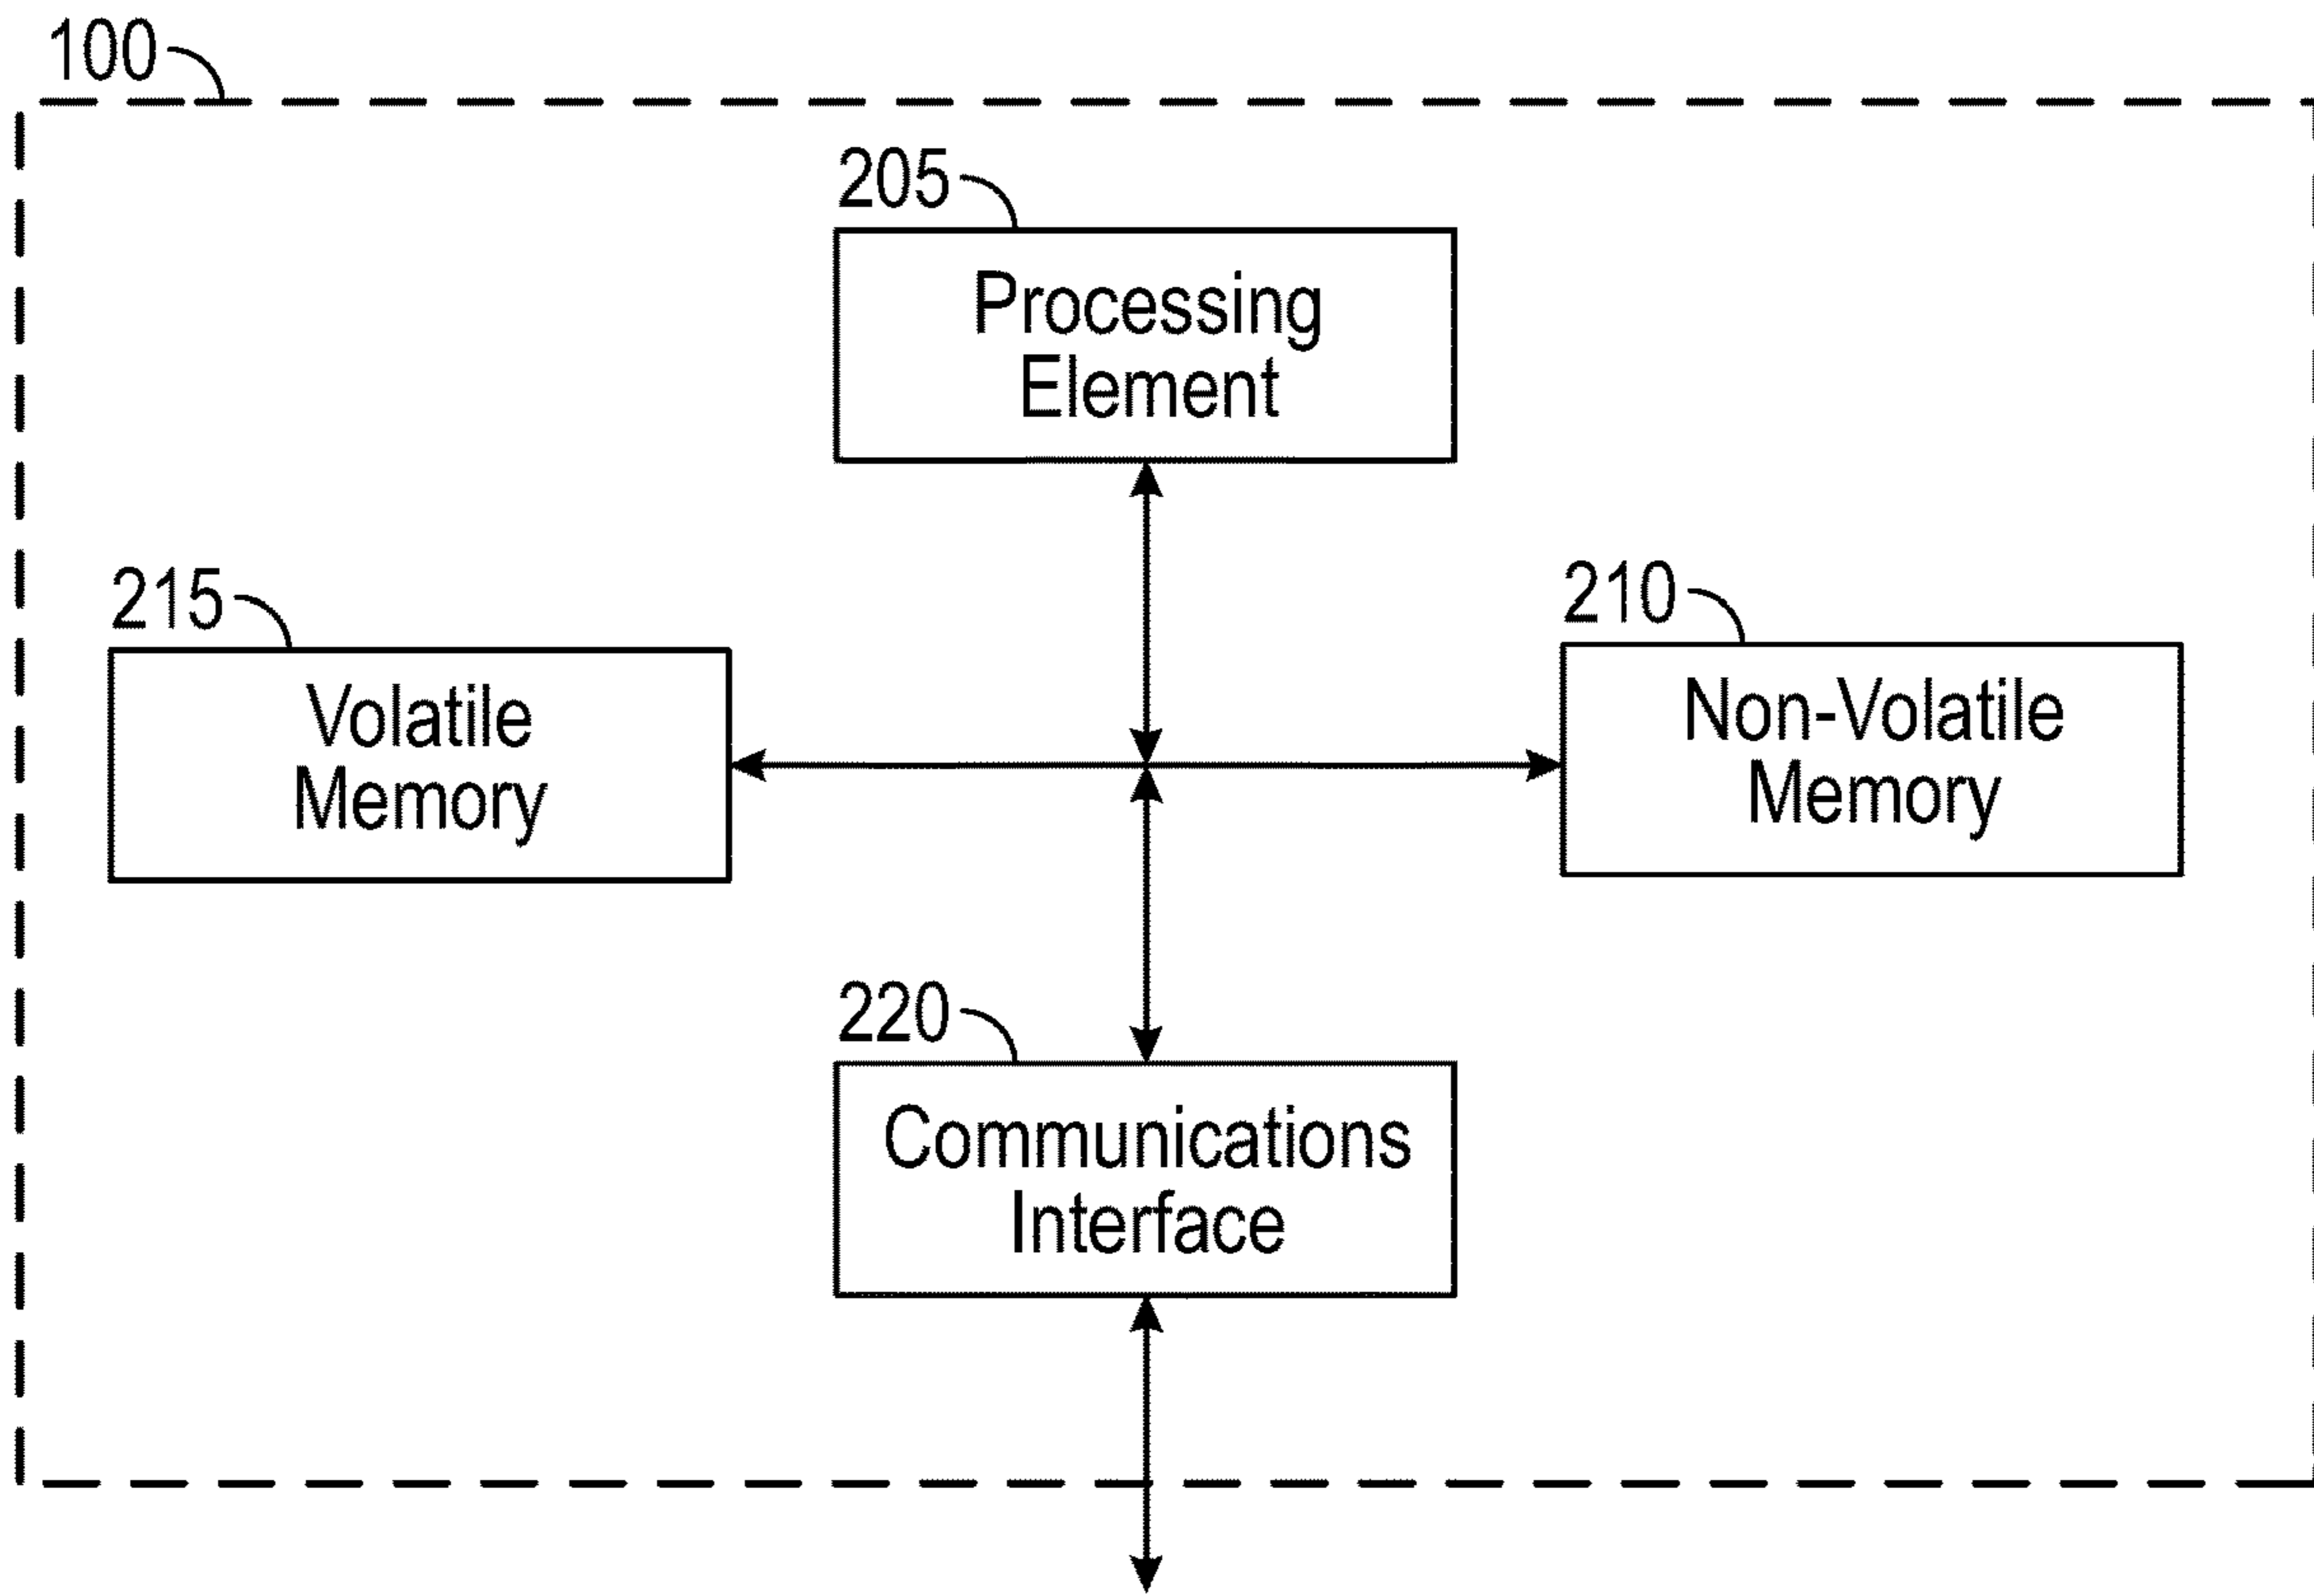 100
205
Processing
Element
215
Volatile
Memory
210
Non-Volatile
Memory
220
Communications
Interface